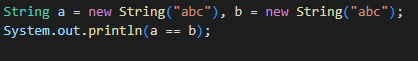 String a = new String("abc"), b = new String("abc");
System.out.println(a == b);